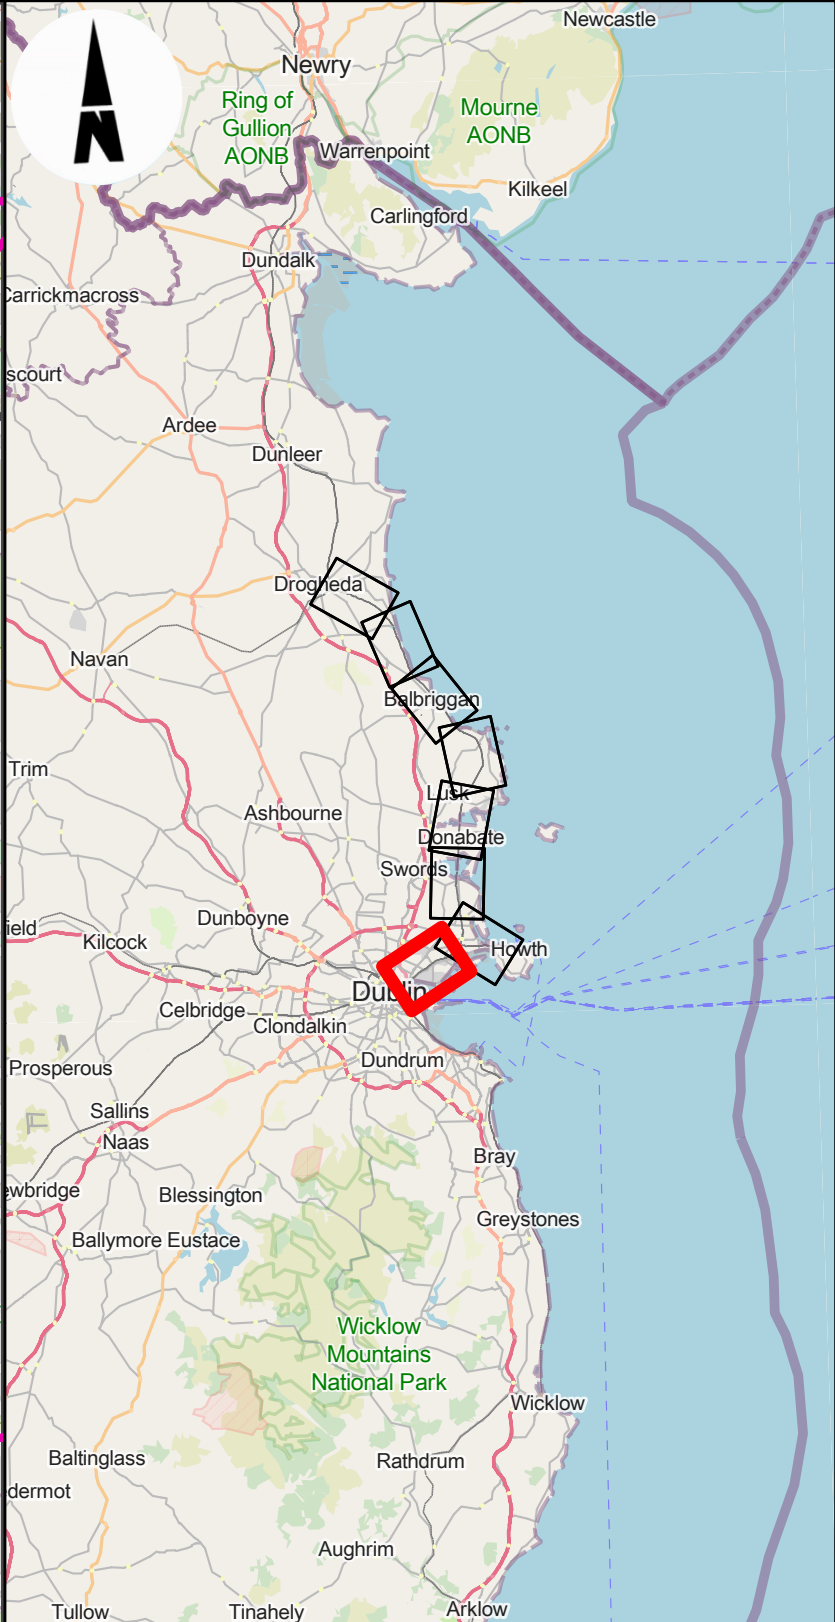 Newcastle
Newry
Ring of
Gullion
AONB
Mourne
AONB
N
Warrenpoint
Kilkeel
Carlingford
Dundalk
Carrickmacross
scourt
Ardee
Dunleer
Drogheda
Navan
Balbriggan
Trim
Lusk
Ashbourne
Donabate
Swords
Dunboyne
ield
Kilcock
Howth
Dublin
Celbridge
Clondalkin
Dundrum
Prosperous
Sallins
Naas
Bray
ewbridge
Blessington
Greystones
Ballymore Eustace
Wicklow
Mountains
National Park
Wicklow
Baltinglass
Rathdrum
dermot
Aughrim
Tullow
Tinahely
Arklow